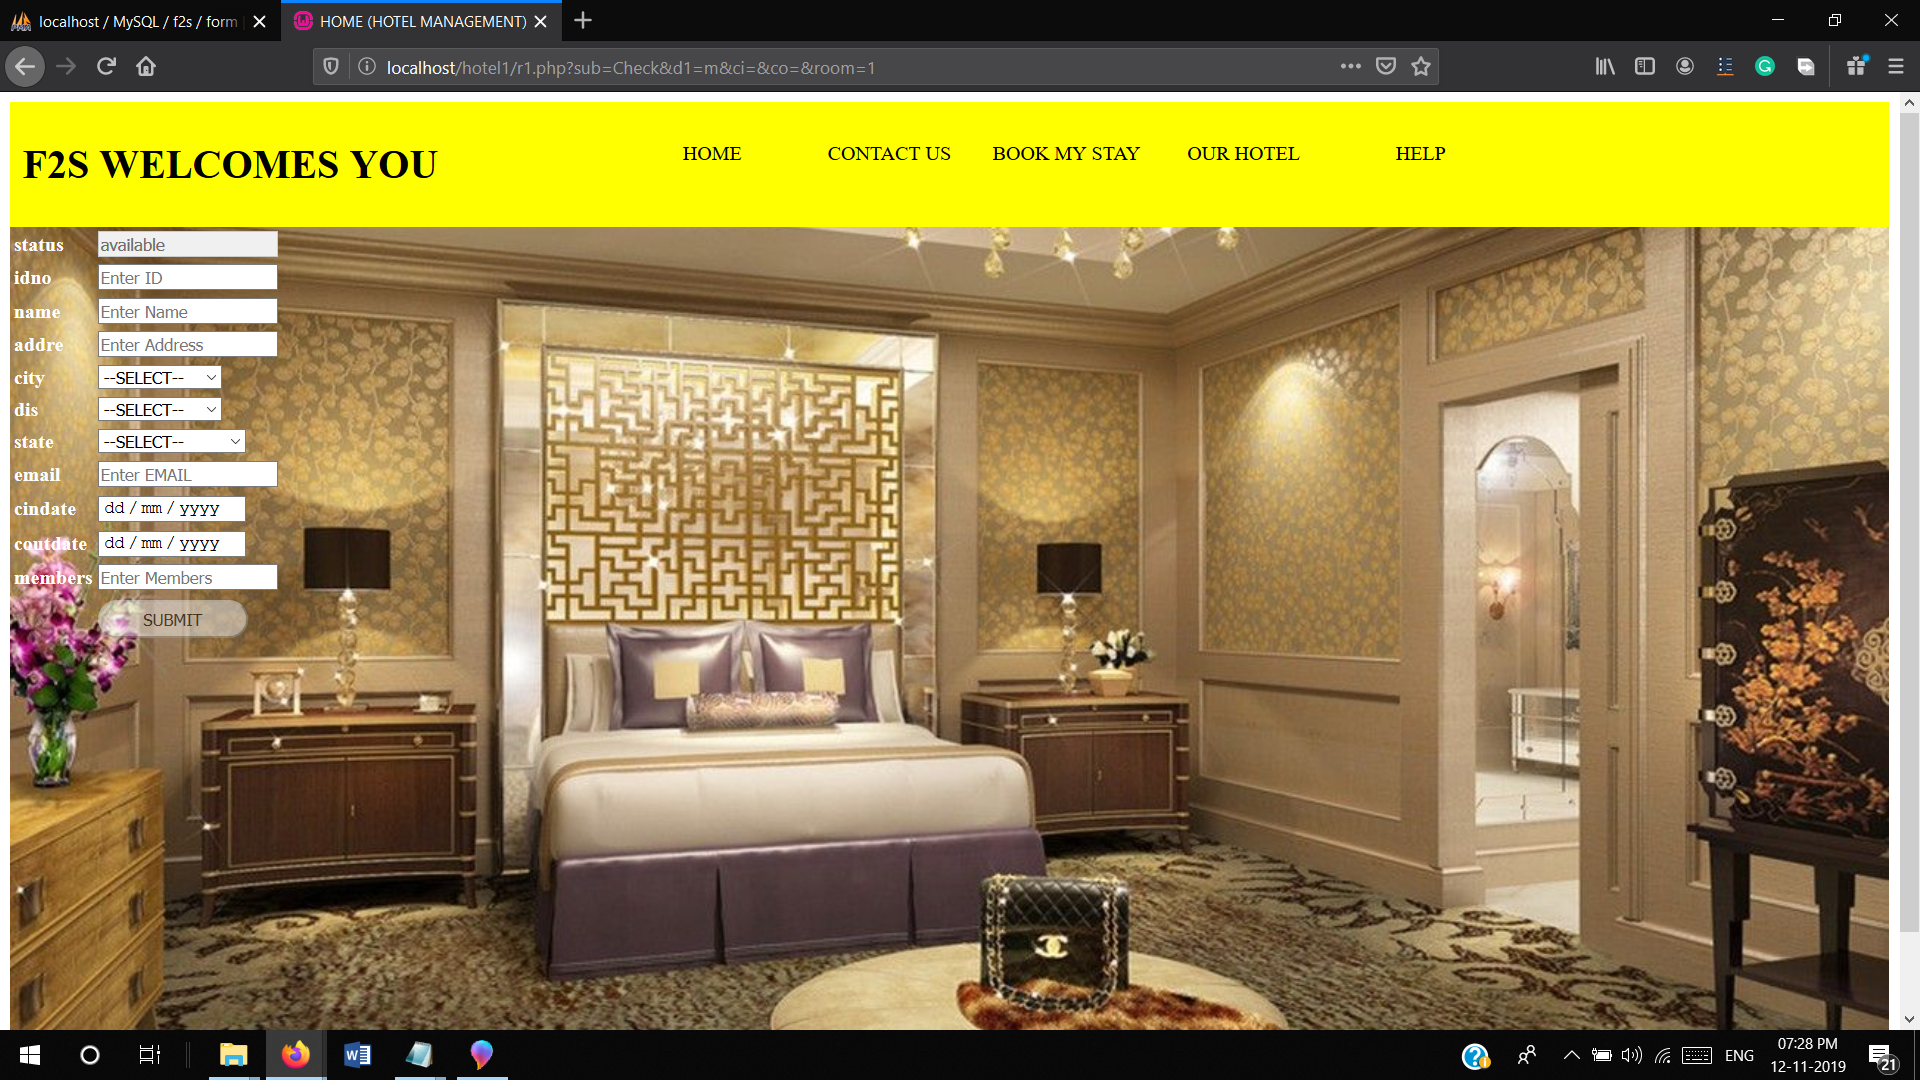 localhost / MySQL / f2s / form
HOME (HOTEL MANAGEMENT)
localhost/hotel1/r1.php?sub=Check&d1=m&ci=&co=&room=1
F2S WELCOMES YOU
HOME
CONTACT US
BOOK MY STAY
OUR HOTEL
HELP
status available
idno Enter ID
name Enter Name
addre Enter Address
city --SELECT--
dis --SELECT--
state --SELECT--
email Enter EMAIL
cindate dd / mm / yyyy
coutdate dd / mm / yyyy
members Enter Members
SUBMIT
ENG
07:28 PM
12-11-2019
21